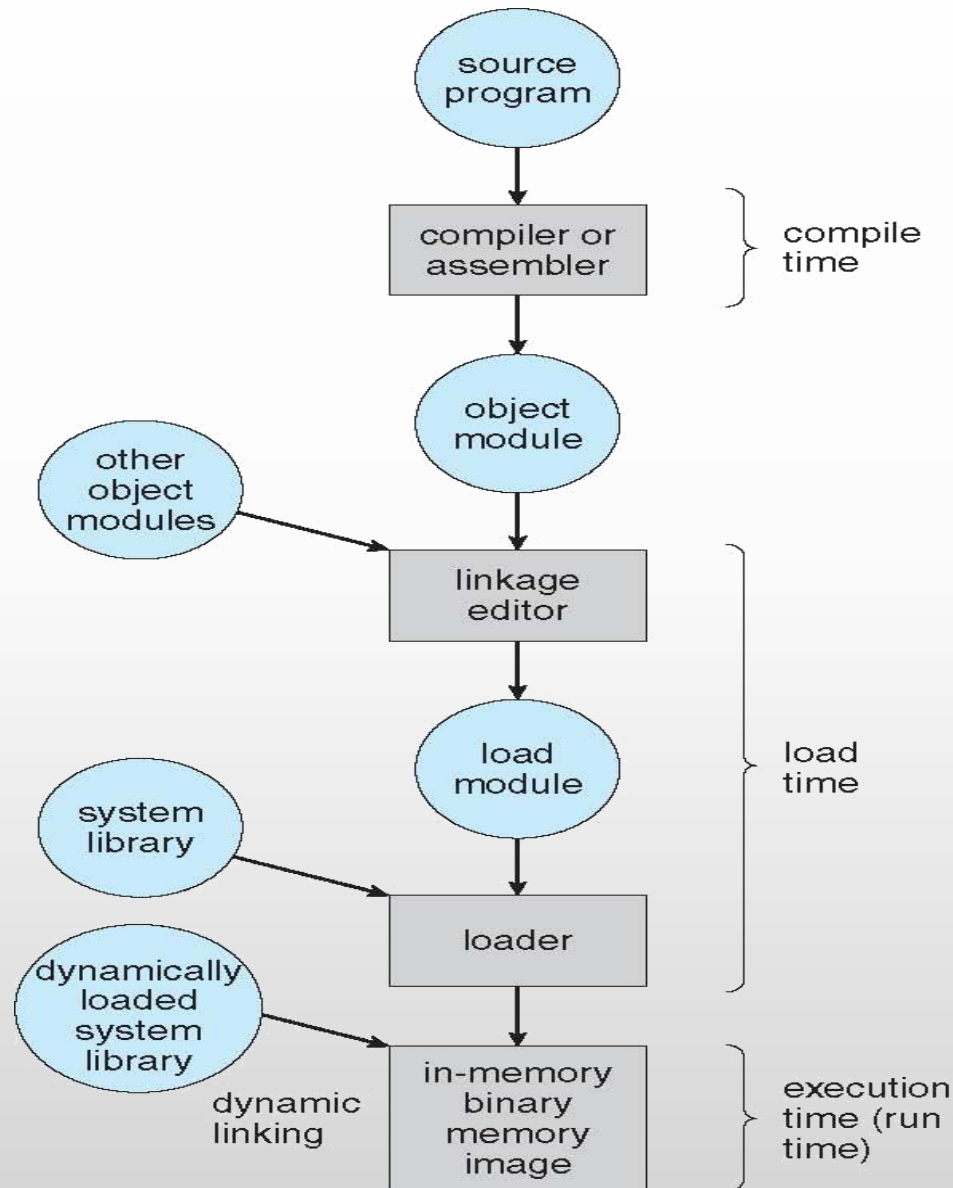 source
program
compiler or
assembler
compile
time
object
module
other
object
modules
linkage
editor
load
module
load
time
system
library
loader
dynamically
loaded
system
library
dynamic
linking
in-memory
binary
memory
image
execution
time (run
time)